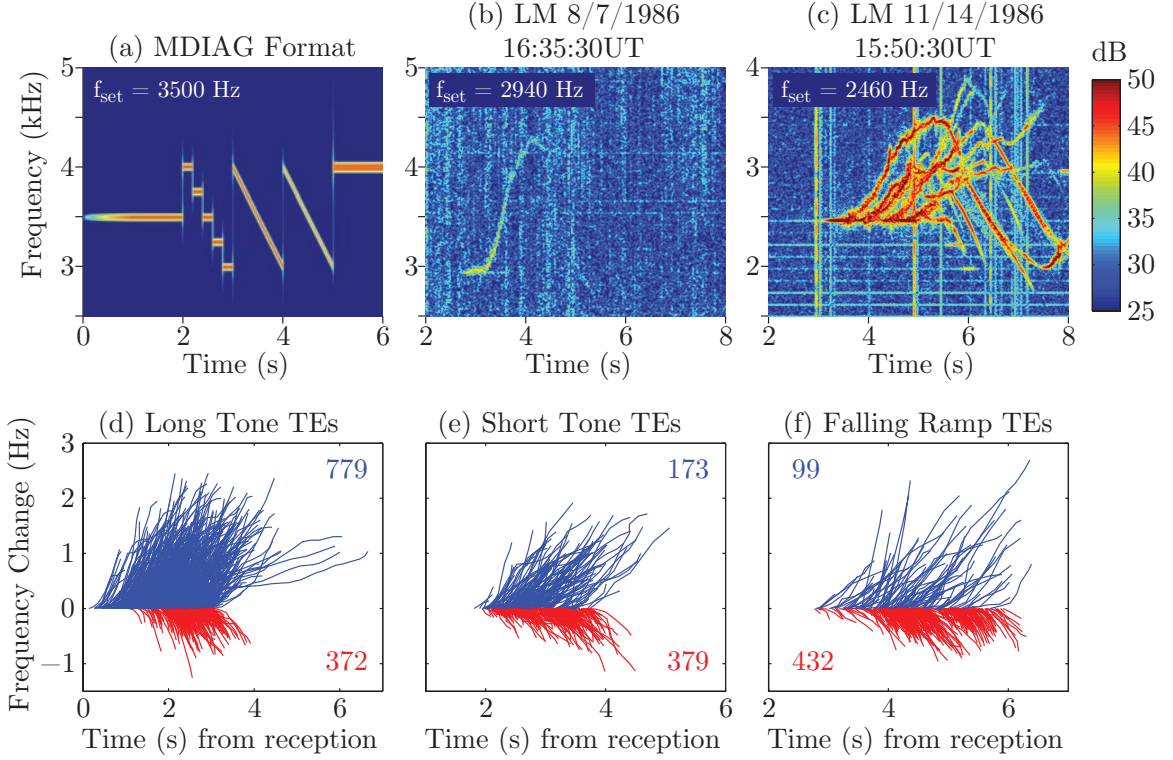 (a) MDIAG Format
(b) LM 8/7/1986
16:35:30UT
(c) LM 11/14/1986
15:50:30UT
dB
f_set = 3500 Hz
f_set = 2940 Hz
f_set = 2460 Hz
Frequency (kHz)
5
4
3
5
4
3
4
3
2
50
45
40
35
30
25
0 2 4 6
2 4 6 8
2 4 6 8
Time (s)
Time (s)
Time (s)
(d) Long Tone TEs
(e) Short Tone TEs
(f) Falling Ramp TEs
Frequency Change (Hz)
3
2
1
0
−1
779
372
173
379
99
432
0 2 4 6
2 4 6
2 4 6
Time (s) from reception
Time (s) from reception
Time (s) from reception